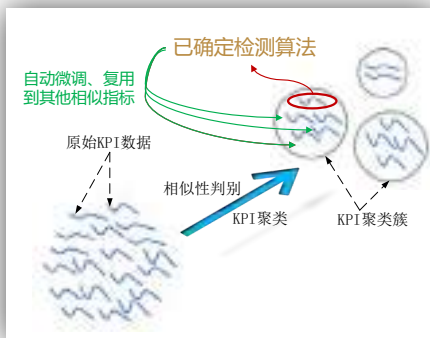 已确定检测算法
自动微调、复用
到其他相似指标
原始KPI数据
相似性判别
KPI聚类
KPI聚类簇